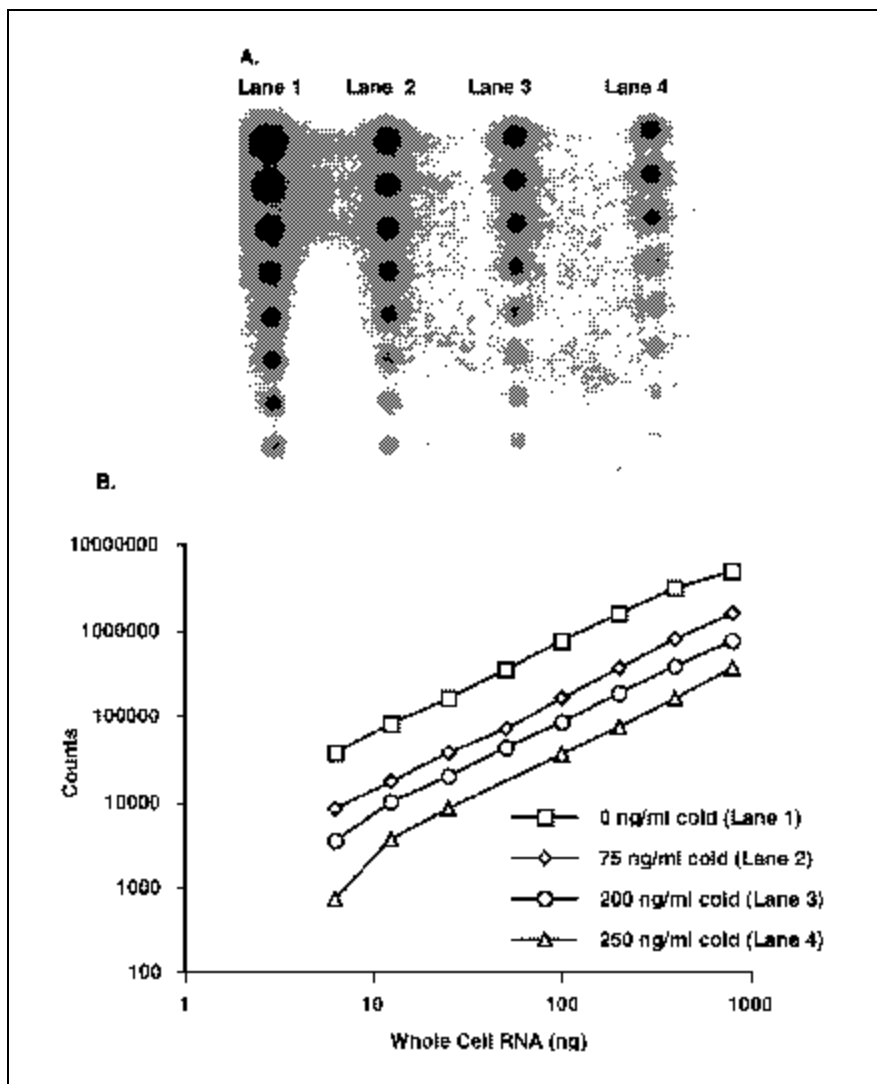 A.
Lane 1 Lane 2 Lane 3 Lane 4
B.
10000000
1000000
100000
10000
1000
100
Counts
0 ng/ml cold (Lane 1)
75 ng/ml cold (Lane 2)
200 ng/ml cold (Lane 3)
250 ng/ml cold (Lane 4)
1 10 100 1000
Whole Cell RNA (ng)